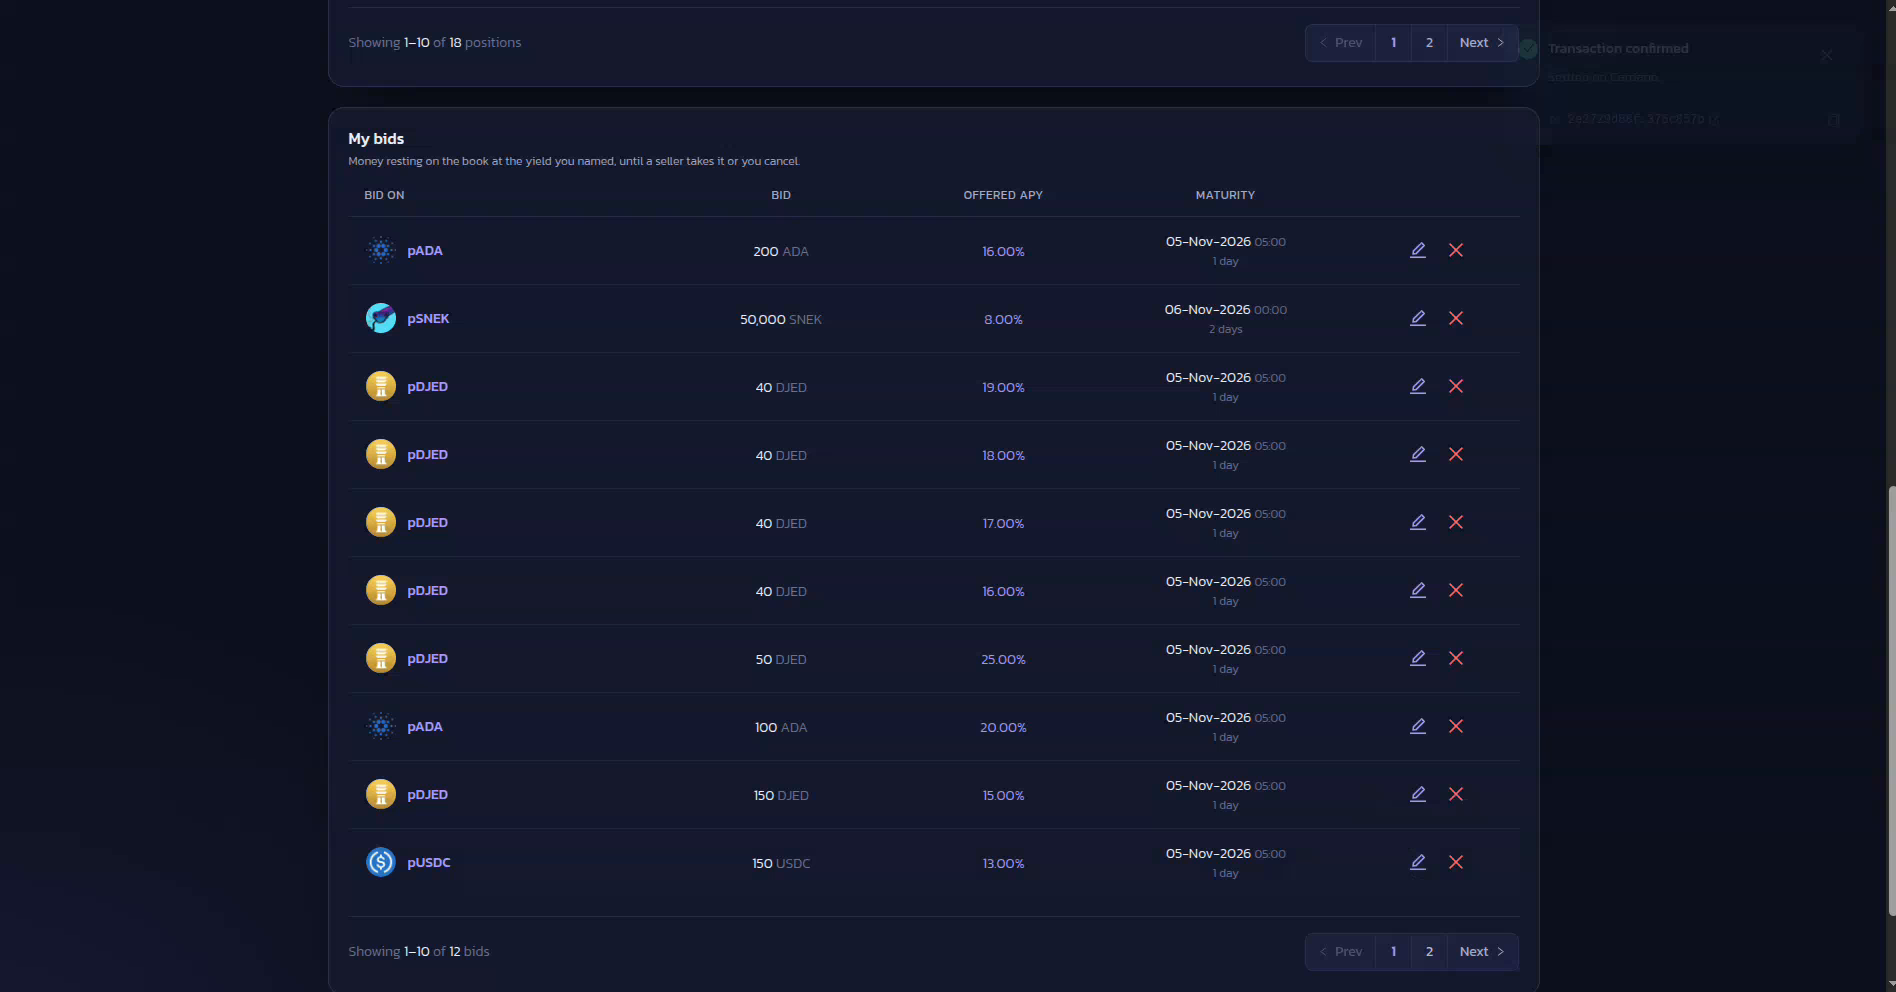 Showing 1–10 of 18 positions
Prev 1 2 Next
Transaction confirmed
My bids
Money resting on the book at the yield you named, until a seller takes it or you cancel.
BID ON BID OFFERED APY MATURITY
pADA 200 ADA 16.00% 05-Nov-2026 05:00
1 day
pSNEK 50,000 SNEK 8.00% 06-Nov-2026 00:00
2 days
pDJED 40 DJED 19.00% 05-Nov-2026 05:00
1 day
pDJED 40 DJED 18.00% 05-Nov-2026 05:00
1 day
pDJED 40 DJED 17.00% 05-Nov-2026 05:00
1 day
pDJED 40 DJED 16.00% 05-Nov-2026 05:00
1 day
pDJED 50 DJED 25.00% 05-Nov-2026 05:00
1 day
pADA 100 ADA 20.00% 05-Nov-2026 05:00
1 day
pDJED 150 DJED 15.00% 05-Nov-2026 05:00
1 day
pUSDC 150 USDC 13.00% 05-Nov-2026 05:00
1 day
Showing 1–10 of 12 bids
Prev 1 2 Next